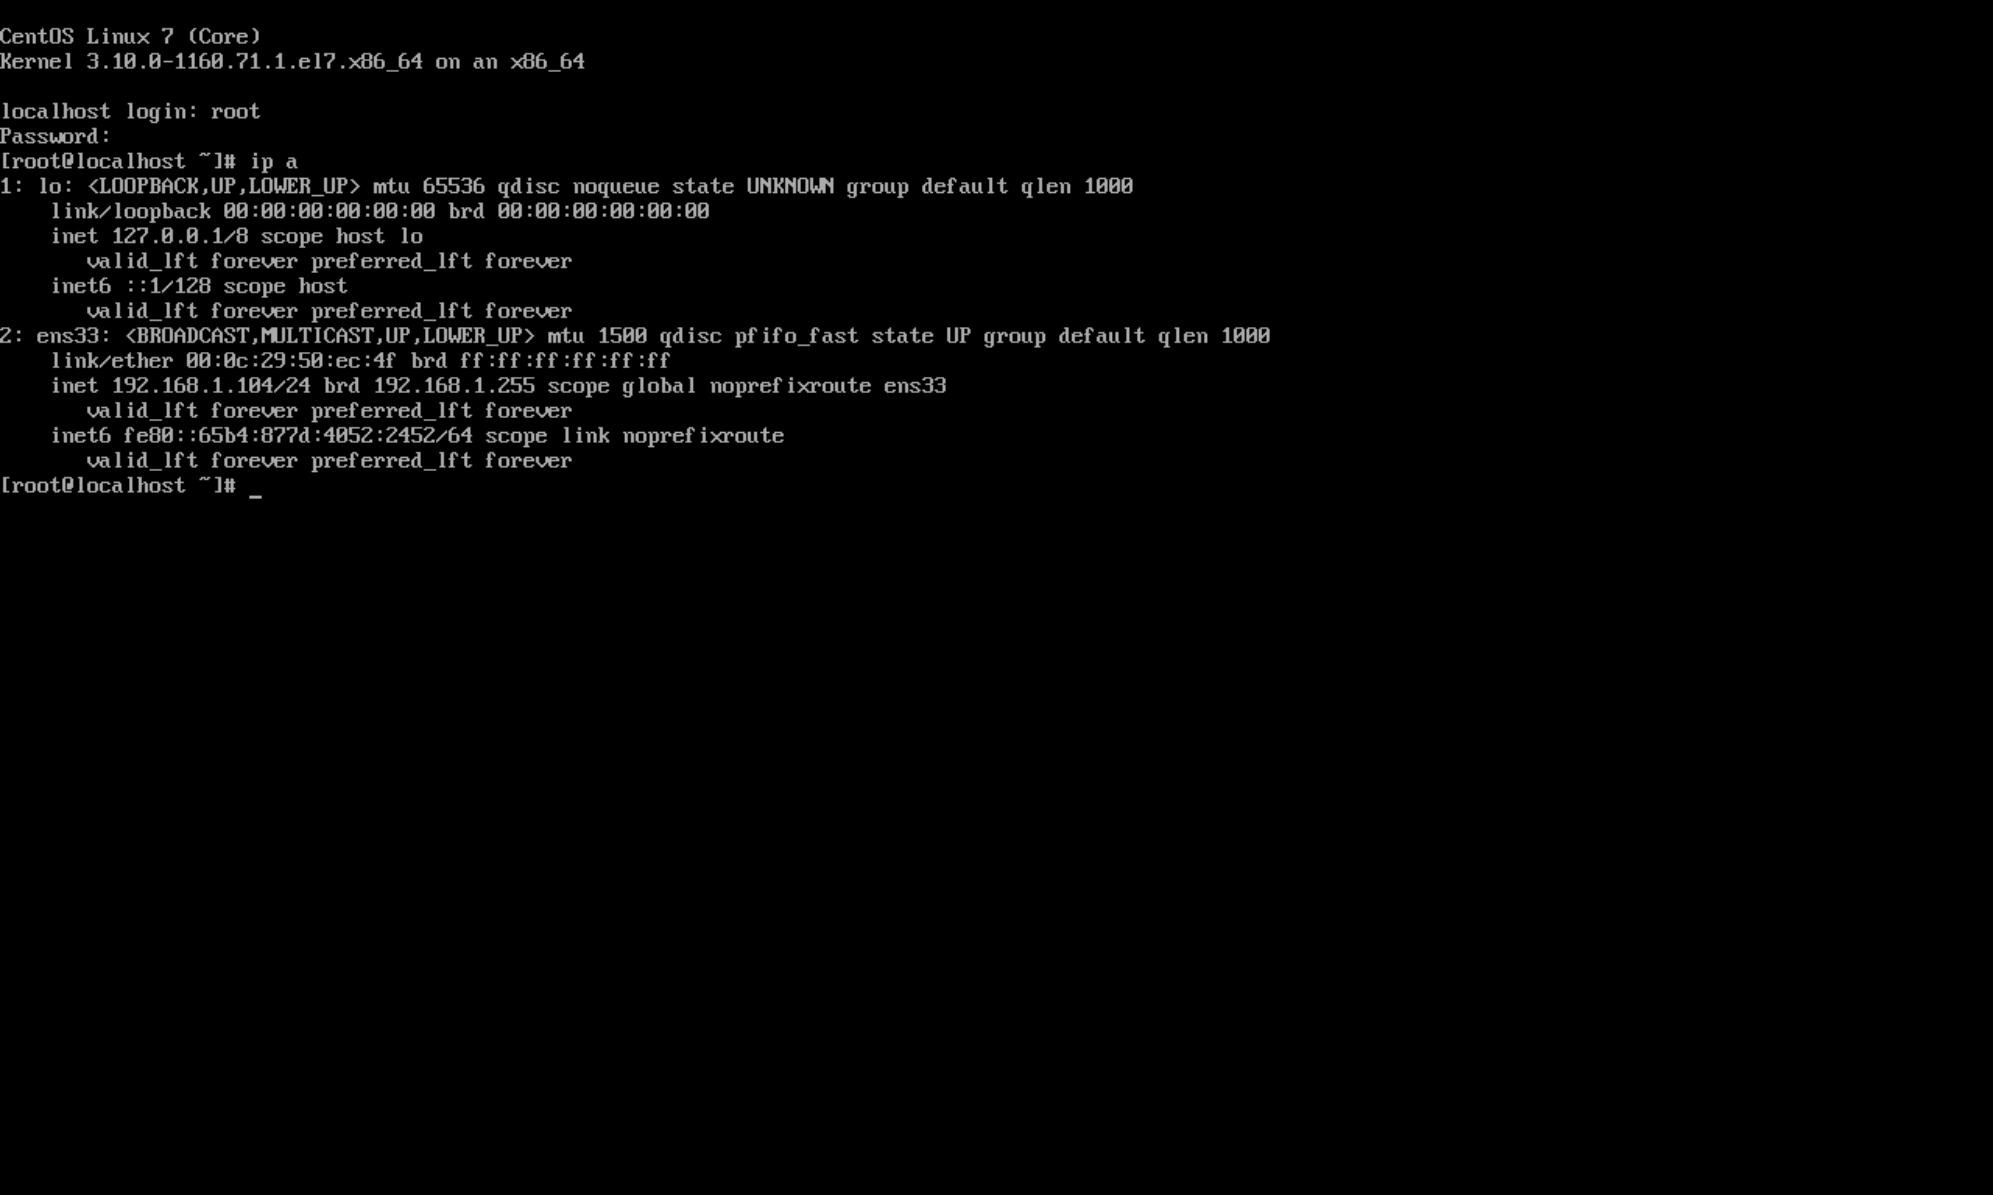 CentOS Linux 7 (Core)
Kernel 3.10.0-1160.71.1.el7.x86_64 on an x86_64
localhost login: root
Password:
[root@localhost ~]# ip a
1: lo: <LOOPBACK,UP,LOWER_UP> mtu 65536 qdisc noqueue state UNKNOWN group default qlen 1000
    link/loopback 00:00:00:00:00:00 brd 00:00:00:00:00:00
    inet 127.0.0.1/8 scope host lo
       valid_lft forever preferred_lft forever
    inet6 ::1/128 scope host
       valid_lft forever preferred_lft forever
2: ens33: <BROADCAST,MULTICAST,UP,LOWER_UP> mtu 1500 qdisc pfifo_fast state UP group default qlen 1000
    link/ether 00:0c:29:50:ec:4f brd ff:ff:ff:ff:ff:ff
    inet 192.168.1.104/24 brd 192.168.1.255 scope global noprefixroute ens33
       valid_lft forever preferred_lft forever
    inet6 fe80::65b4:877d:4052:2452/64 scope link noprefixroute
       valid_lft forever preferred_lft forever
[root@localhost ~]# _